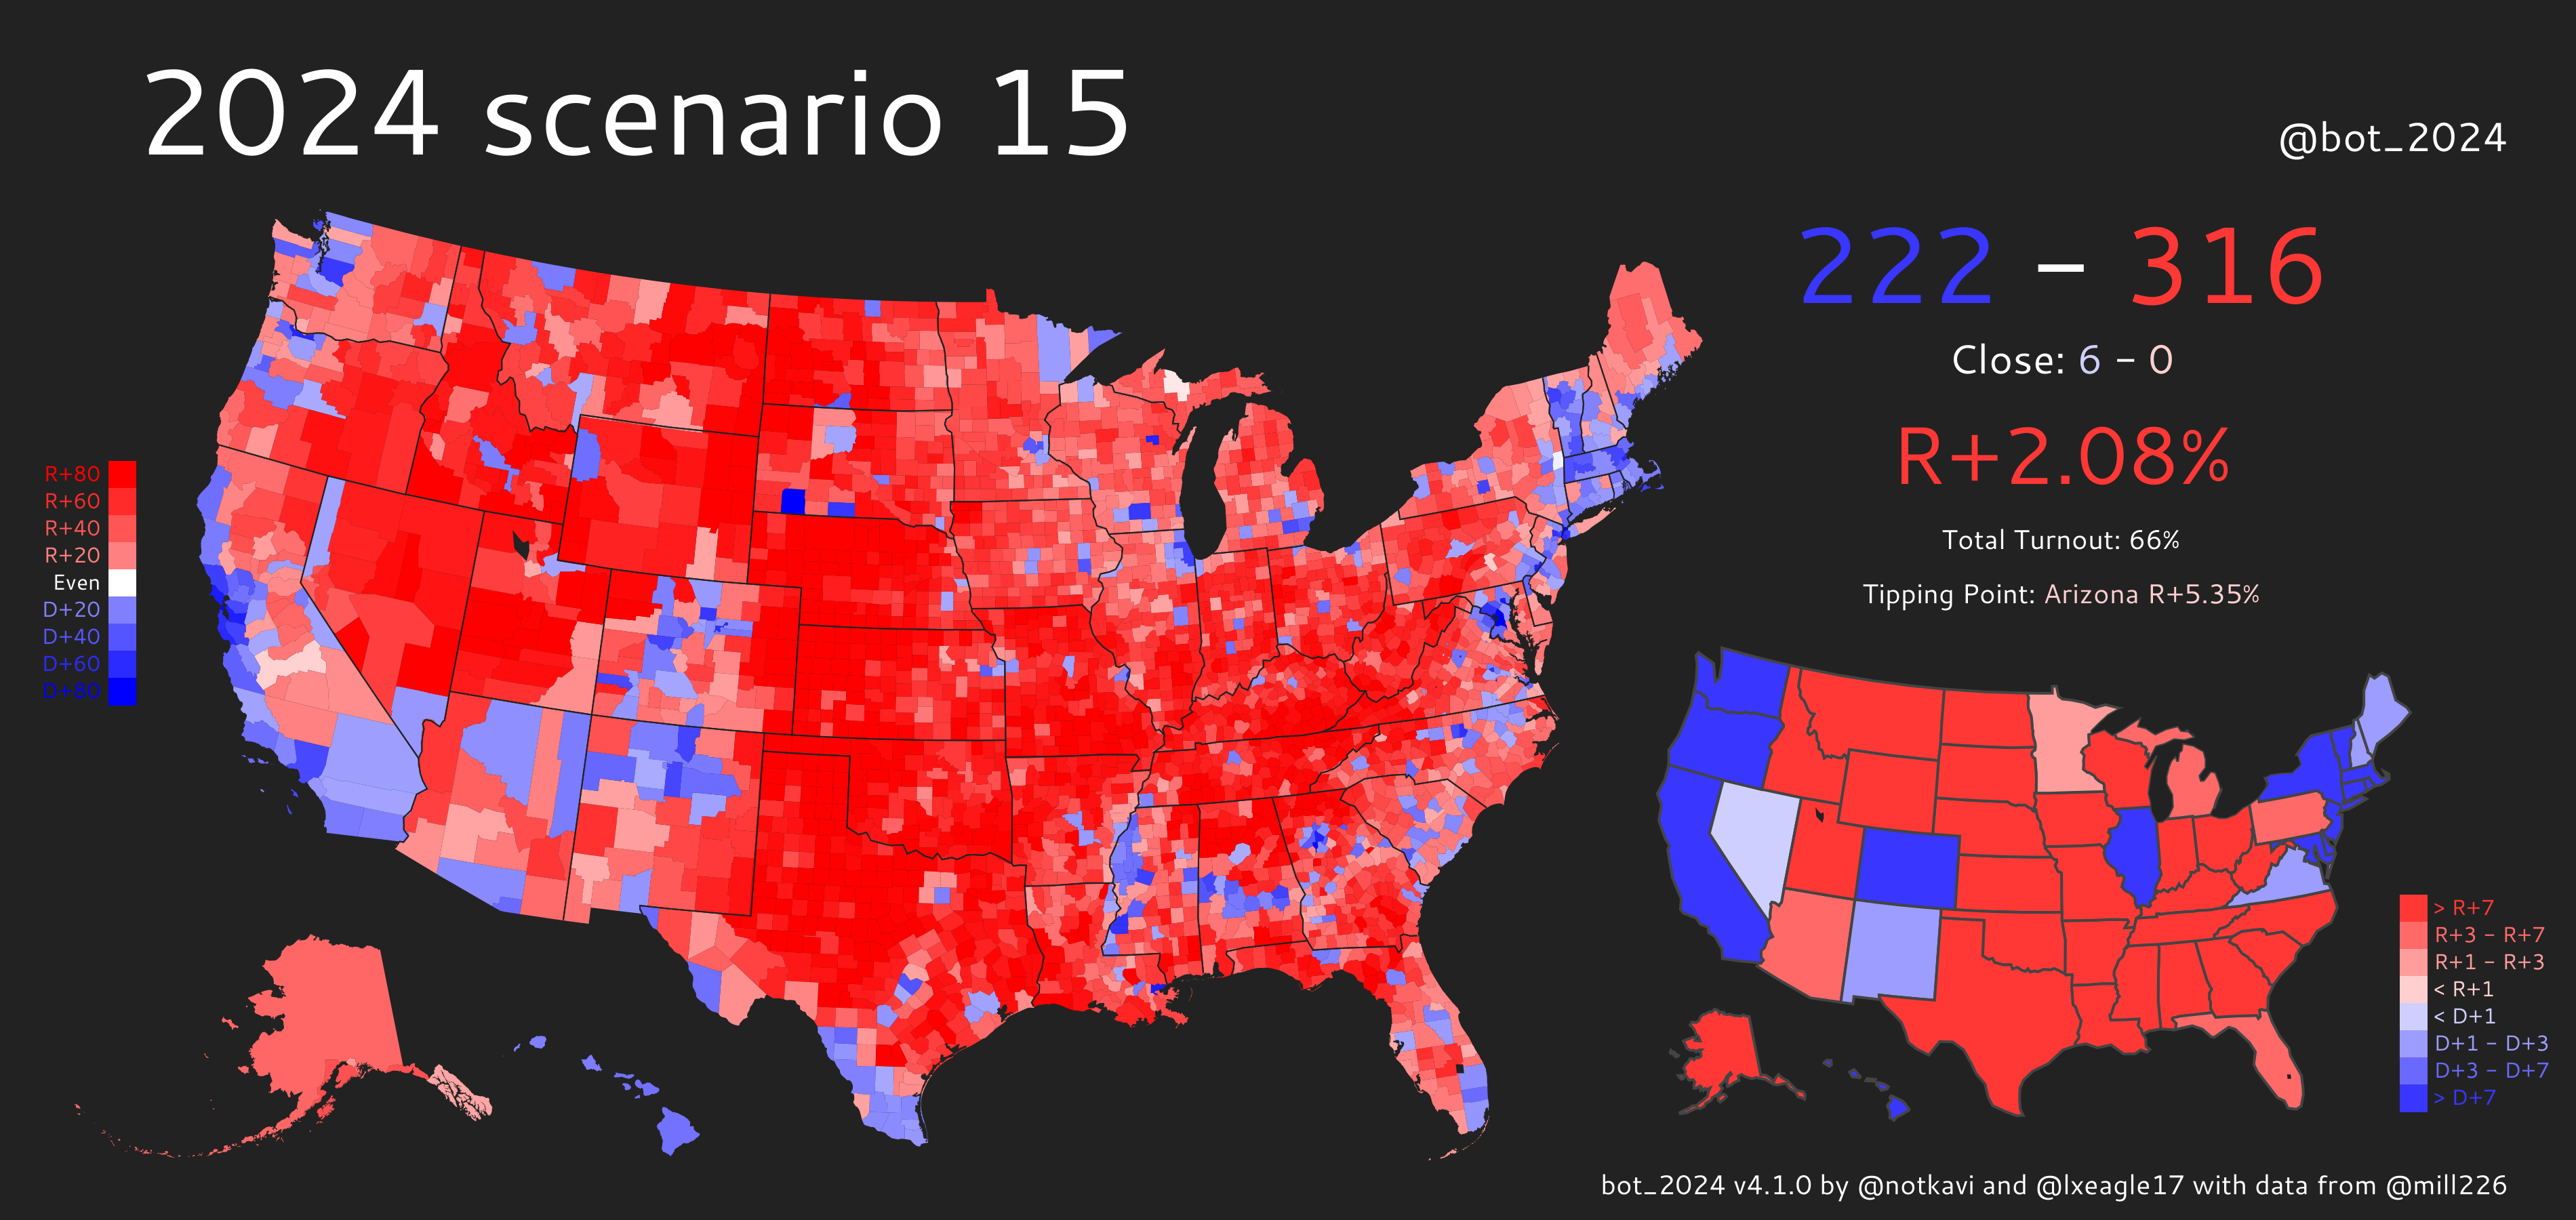 2024 scenario 15
@bot_2024
222 – 316
Close: 6 – 0
R+2.08%
Total Turnout: 66%
Tipping Point: Arizona R+5.35%
R+80
R+60
R+40
R+20
Even
D+20
D+40
D+60
D+80
> R+7
R+3 – R+7
R+1 – R+3
< R+1
< D+1
D+1 – D+3
D+3 – D+7
> D+7
bot_2024 v4.1.0 by @notkavi and @lxeagle17 with data from @mill226